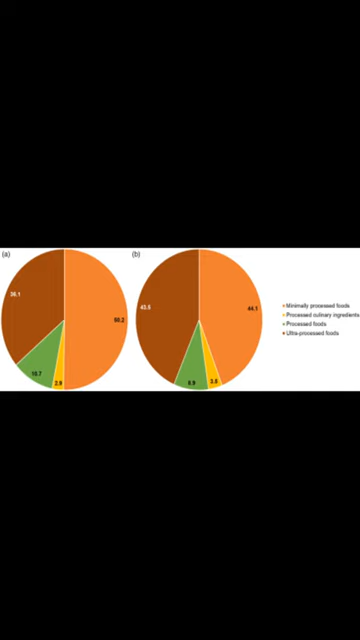 (a)
36.1
50.2
10.7
2.9
(b)
43.5
44.1
8.9
3.5
Minimally processed foods
Processed culinary ingredients
Processed foods
Ultra-processed foods